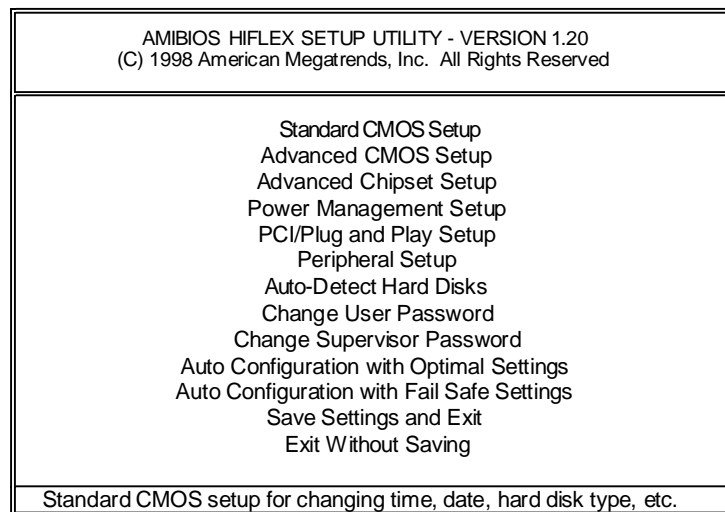 AMIBIOS HIFLEX SETUP UTILITY - VERSION 1.20
(C) 1998 American Megatrends, Inc. All Rights Reserved
Standard CMOS Setup
Advanced CMOS Setup
Advanced Chipset Setup
Power Management Setup
PCI/Plug and Play Setup
Peripheral Setup
Auto-Detect Hard Disks
Change User Password
Change Supervisor Password
Auto Configuration with Optimal Settings
Auto Configuration with Fail Safe Settings
Save Settings and Exit
Exit Without Saving
Standard CMOS setup for changing time, date, hard disk type, etc.